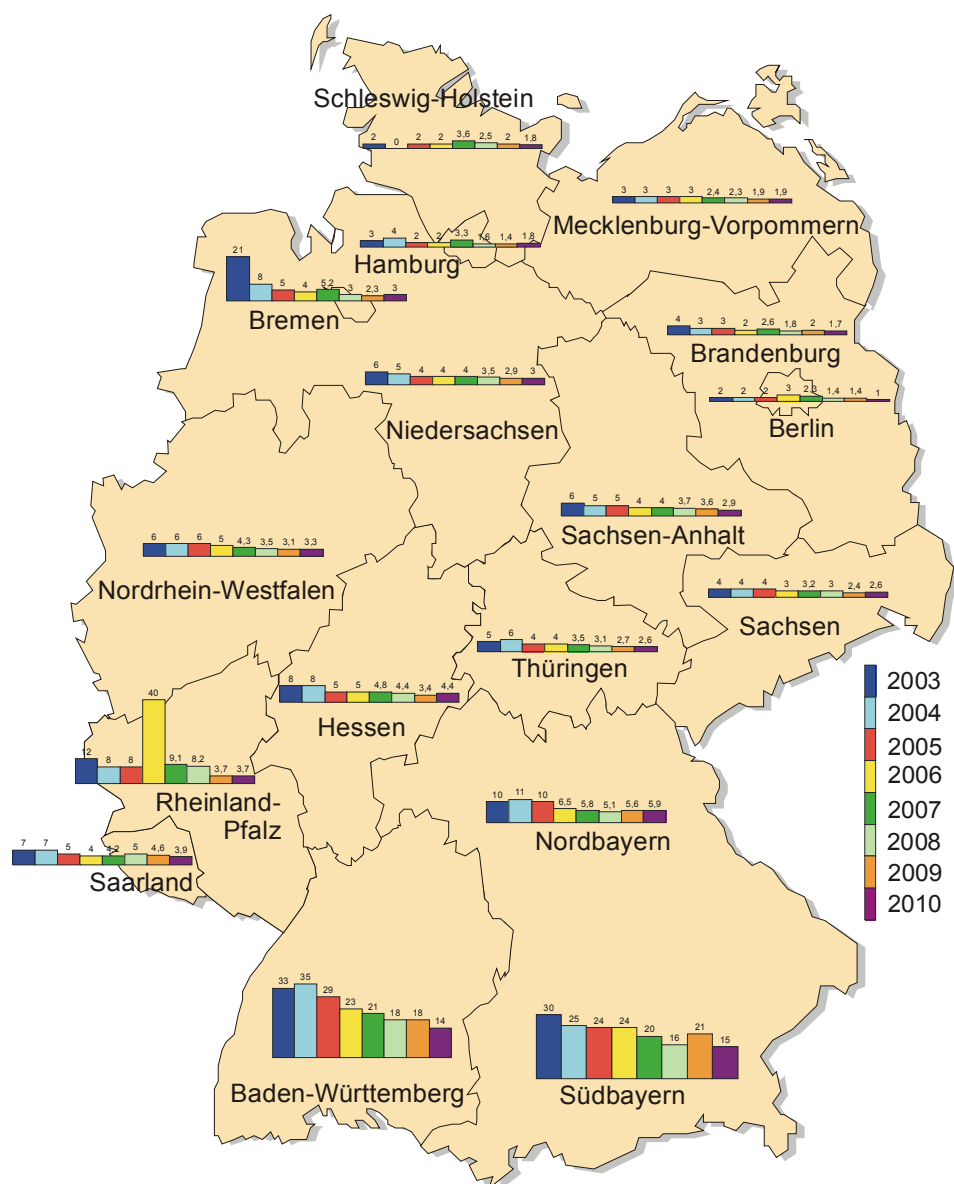 Schleswig-Holstein
2 0 2 2 3,6 2,5 2 1,8
3 3 3 3 2,4 2,3 1,9 1,9
Mecklenburg-Vorpommern
3 4 2 2 3,3 1,6 1,4 1,8
Hamburg
21 8 5 4 5,2 3 2,3 3
Bremen
4 3 3 2 2,6 1,8 2 1,7
Brandenburg
6 5 4 4 4 3,5 2,9 3
Niedersachsen
2 2 2 3 2,3 1,4 1,4 1
Berlin
6 5 5 4 4 3,7 3,6 2,9
Sachsen-Anhalt
6 6 6 5 4,3 3,5 3,1 3,3
Nordrhein-Westfalen
4 4 4 3 3,2 3 2,4 2,6
Sachsen
5 6 4 4 3,5 3,1 2,7 2,6
Thüringen
8 8 5 5 4,8 4,4 3,4 4,4
Hessen
12 8 8 40 9,1 8,2 3,7 3,7
Rheinland-
Pfalz
10 11 10 6,5 5,8 5,1 5,6 5,9
Nordbayern
7 7 5 4 4,2 5 4,6 3,9
Saarland
2003
2004
2005
2006
2007
2008
2009
2010
33 35 29 23 21 18 18 14
Baden-Württemberg
30 25 24 24 20 16 21 15
Südbayern